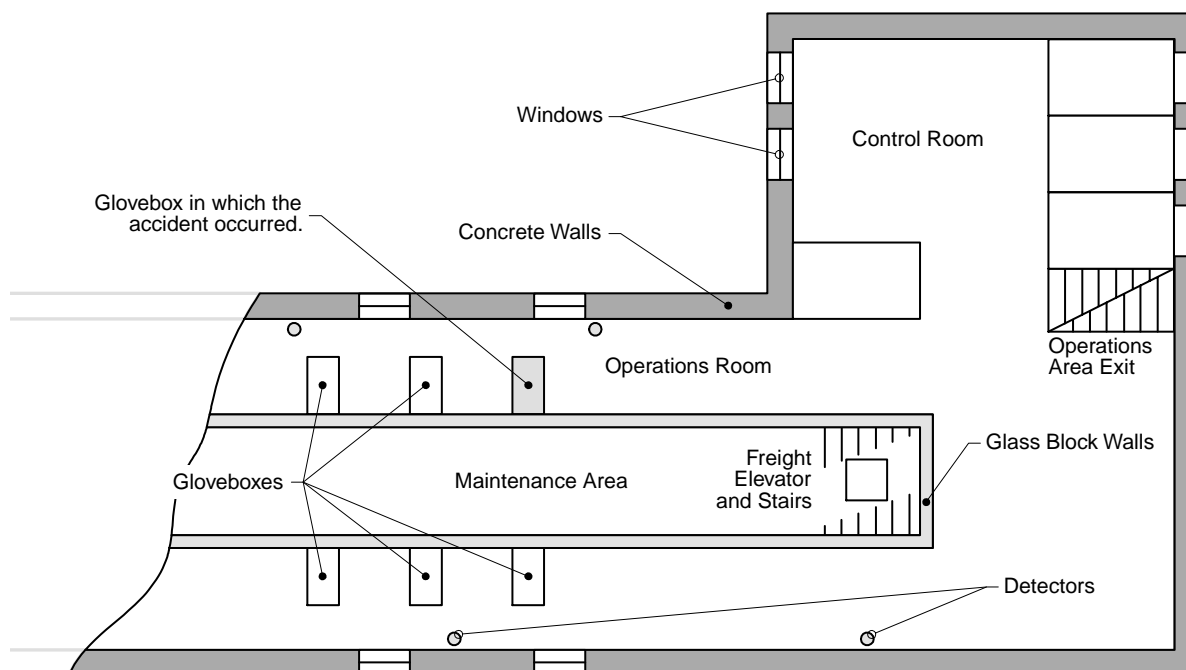 Windows
Control Room
Glovebox in which the
accident occurred.
Concrete Walls
Operations Room
Operations
Area Exit
Glass Block Walls
Freight
Elevator
and Stairs
Gloveboxes
Maintenance Area
Detectors